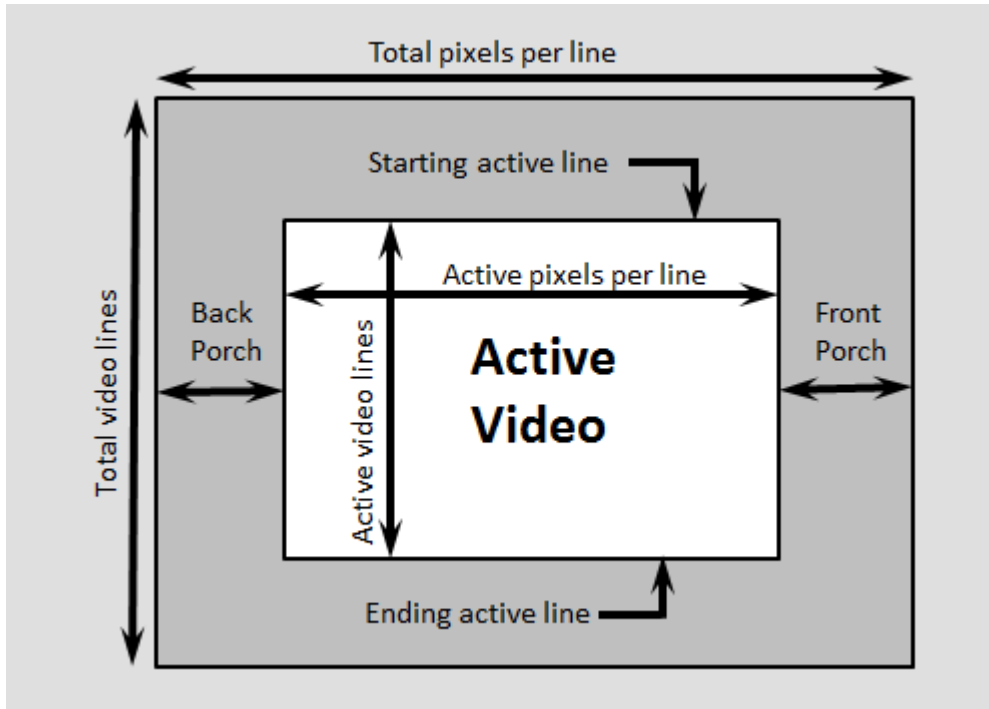 Total pixels per line
Starting active line
Active pixels per line
Back
Porch
Front
Porch
Total video lines
Active video lines
Active
Video
Ending active line